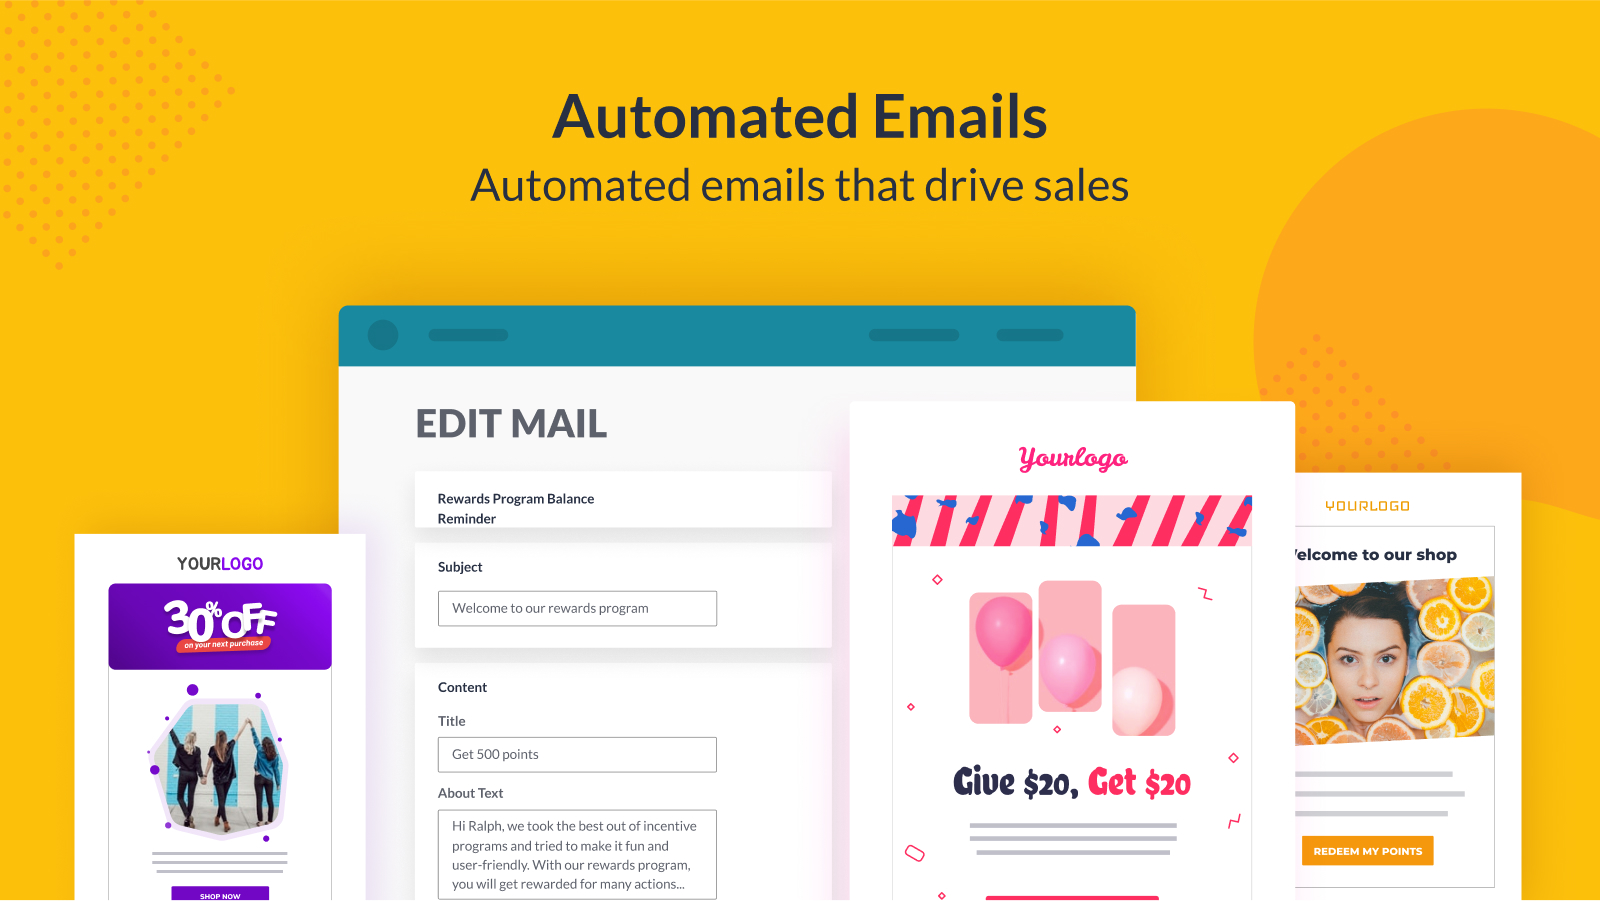 Automated Emails
Automated emails that drive sales
EDIT MAIL
Rewards Program Balance
Reminder
Subject
Welcome to our rewards program
Content
Title
Get 500 points
About Text
Hi Ralph, we took the best out of incentive
programs and tried to make it fun and
user-friendly. With our rewards program,
you will get rewarded for many actions...
YOURLOGO
30% OFF
on your next purchase
SHOP NOW
Yourlogo
Give $20, Get $20
YOURLOGO
elcome to our shop
REDEEM MY POINTS